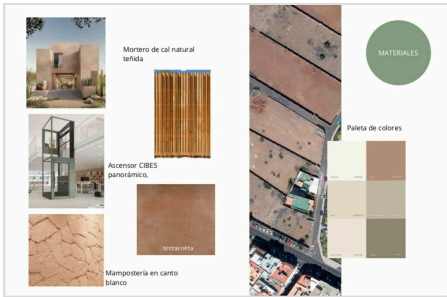 Mortero de cal natural
teñida
MATERIALES
Paleta de colores
Ascensor CIBES
panorámico,
terracotta
Mampostería en canto
blanco